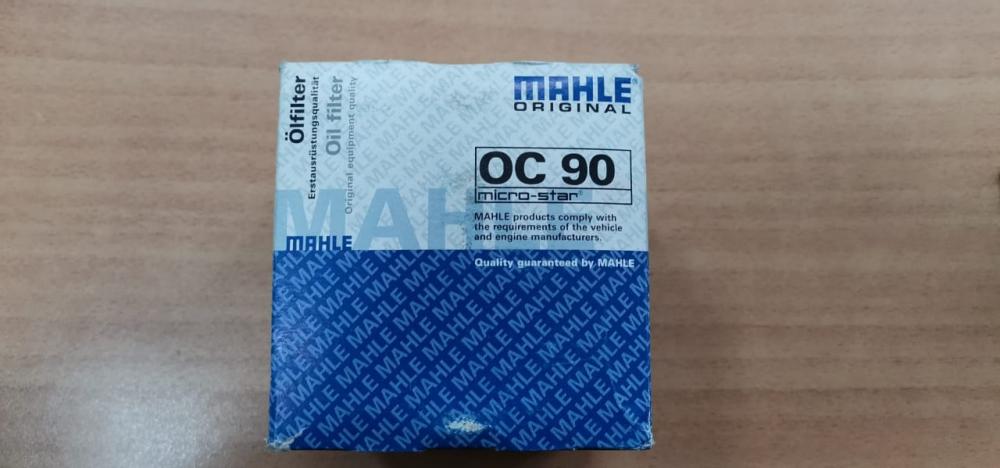 Ölfilter
Erstausrüstungsqualität
Oil filter
Original equipment quality
MAHLE
ORIGINAL
OC 90
micro-star®
MAHLE products comply with
the requirements of the vehicle
and engine manufacturers.
MAHLE
MAHLE
Quality guaranteed by MAHLE